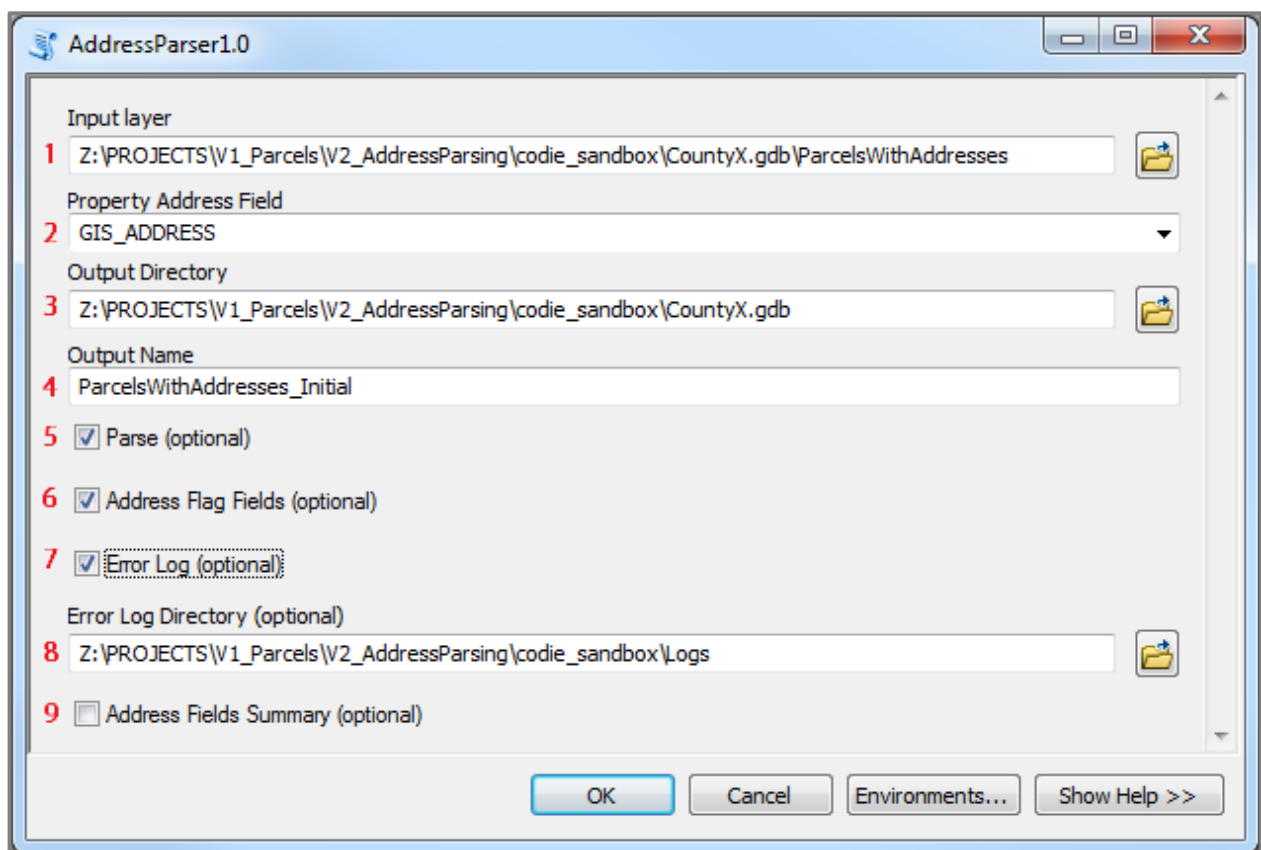 AddressParser1.0
Input layer
1 Z:\PROJECTS\V1_Parcels\V2_AddressParsing\codie_sandbox\CountyX.gdb\ParcelsWithAddresses
Property Address Field
2 GIS_ADDRESS
Output Directory
3 Z:\PROJECTS\V1_Parcels\V2_AddressParsing\codie_sandbox\CountyX.gdb
Output Name
4 ParcelsWithAddresses_Initial
5 Parse (optional)
6 Address Flag Fields (optional)
7 Error Log (optional)
Error Log Directory (optional)
8 Z:\PROJECTS\V1_Parcels\V2_AddressParsing\codie_sandbox\Logs
9 Address Fields Summary (optional)
OK Cancel Environments... Show Help >>